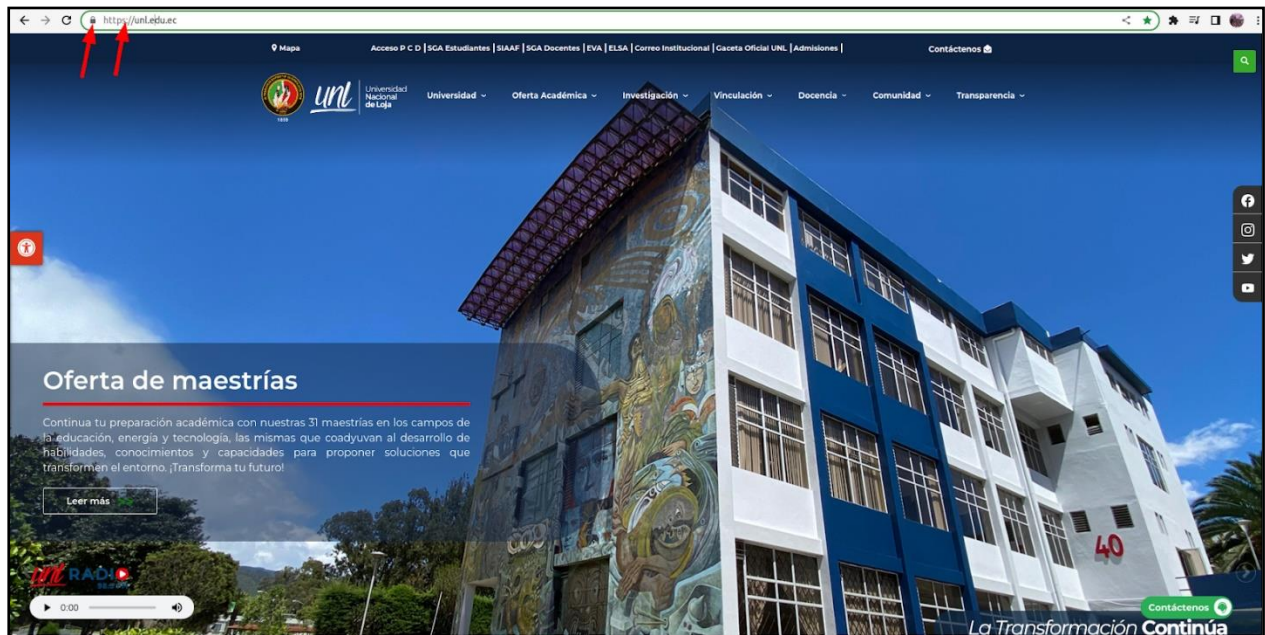 https://unl.edu.ec
Mapa
Acceso P C D | SGA Estudiantes | SIAAF | SGA Docentes | EVA | ELSA | Correo Institucional | Gaceta Oficial UNL | Admisiones |
Contáctenos
1859
unl
Universidad
Nacional
de Loja
Universidad
Oferta Académica
Investigación
Vinculación
Docencia
Comunidad
Transparencia
Oferta de maestrías
Continua tu preparación académica con nuestras 31 maestrías en los campos de
la educación, energía y tecnología, las mismas que coadyuvan al desarrollo de
habilidades, conocimientos y capacidades para proponer soluciones que
transformen el entorno. ¡Transforma tu futuro!
Leer más
40
unl RADIO
0:00
Contáctenos
La Transformación Continúa